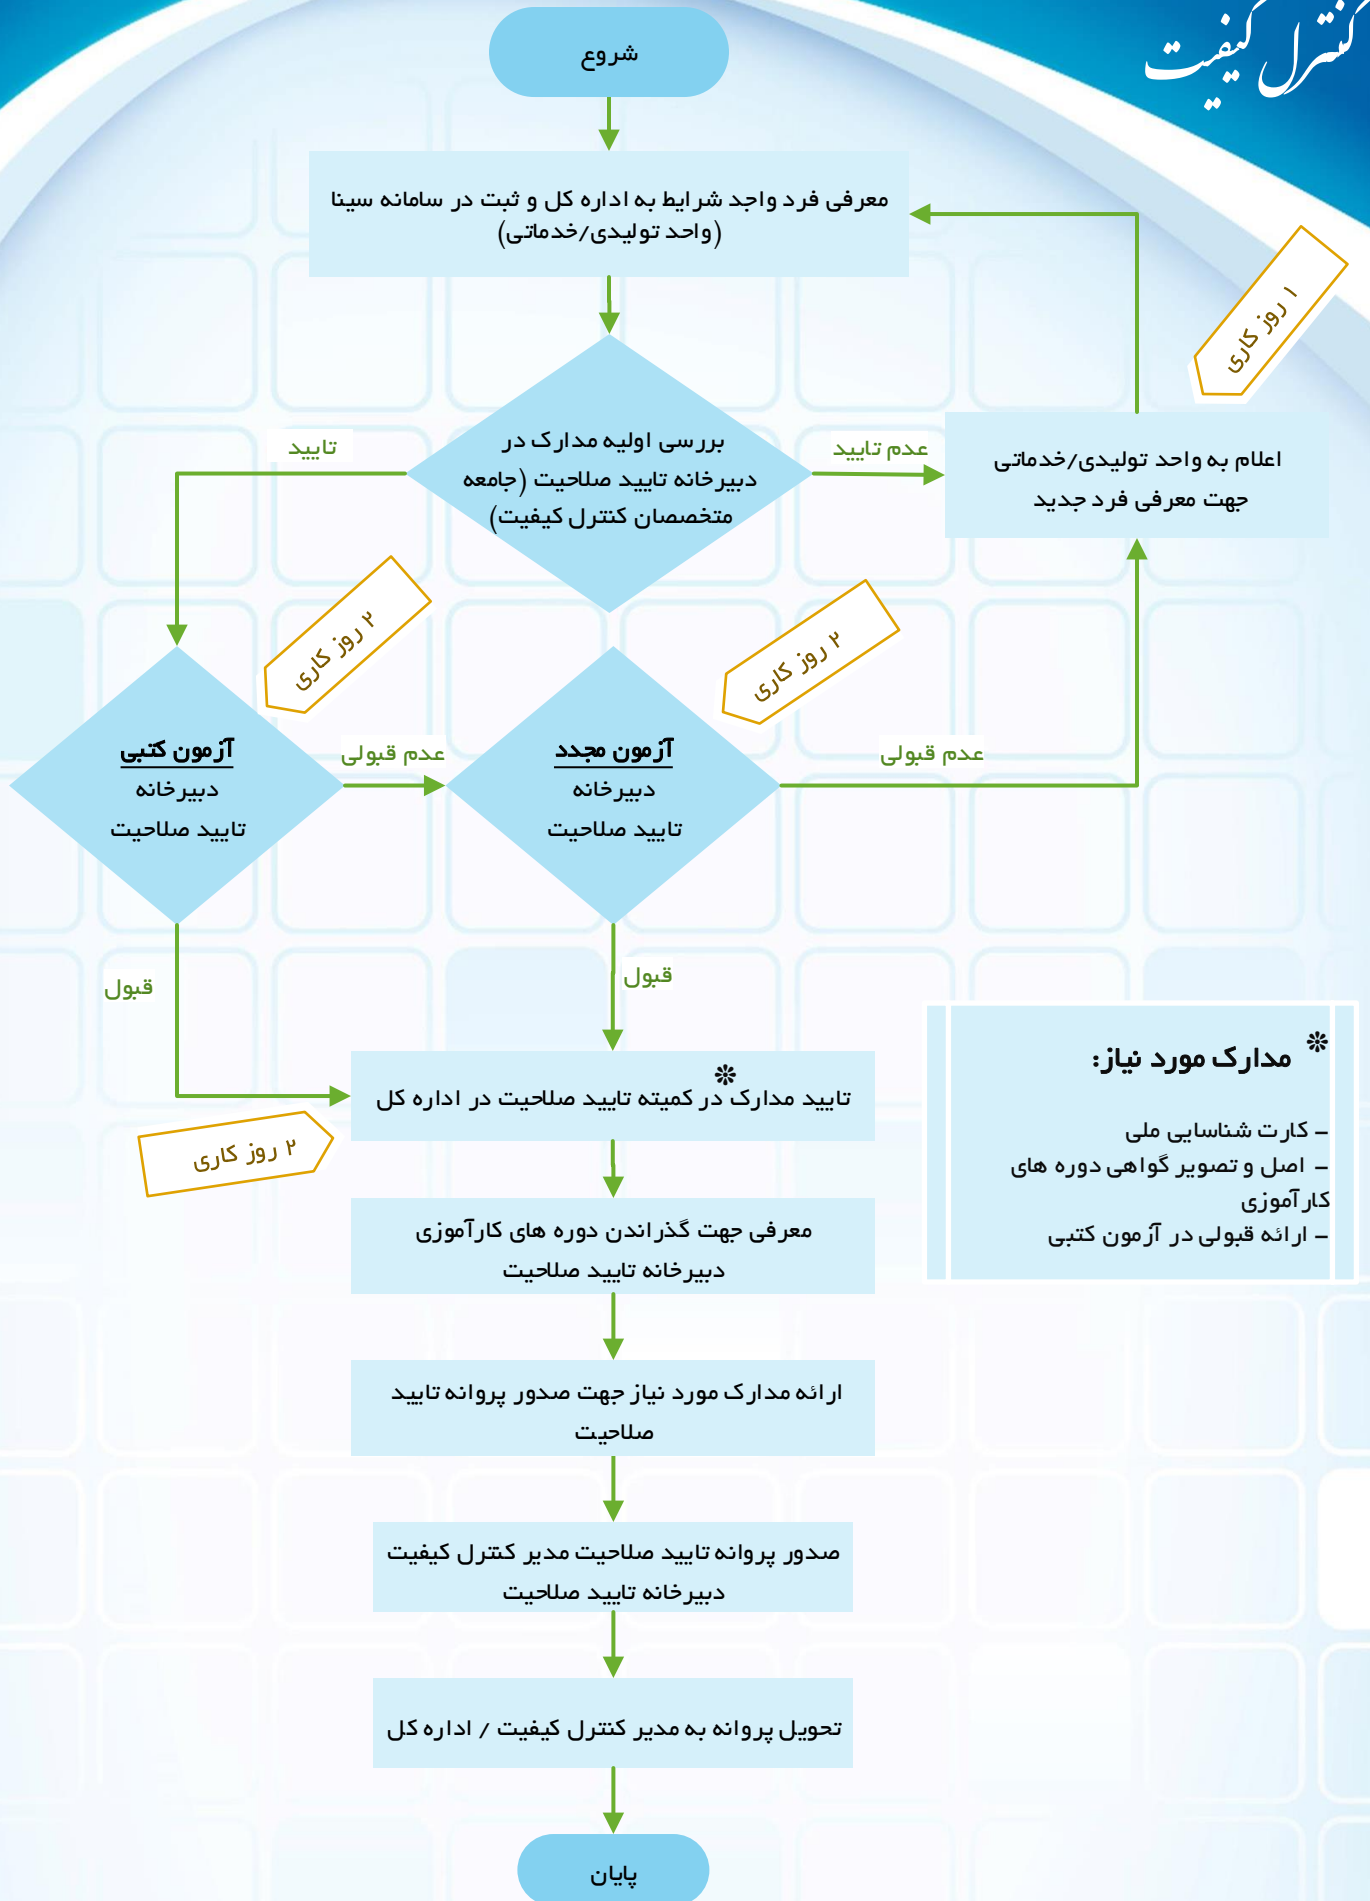 کنترل کیفیت
شروع
معرفی فرد واجد شرایط به اداره کل و ثبت در سامانه سینا
(واحد تولیدی/خدماتی)
۱ روز کاری
بررسی اولیه مدارک در
دبیرخانه تایید صلاحیت (جامعه
متخصصان کنترل کیفیت)
عدم تایید
تایید
اعلام به واحد تولیدی/خدماتی
جهت معرفی فرد جدید
۲ روز کاری
۲ روز کاری
آزمون کتبی
دبیرخانه
تایید صلاحیت
عدم قبولی
آزمون مجدد
دبیرخانه
تایید صلاحیت
عدم قبولی
قبول
قبول
تایید مدارک در کمیته تایید صلاحیت در اداره کل
❊
۲ روز کاری
❊ مدارک مورد نیاز:
– کارت شناسایی ملی
– اصل و تصویر گواهی دوره های
کارآموزی
– ارائه قبولی در آزمون کتبی
معرفی جهت گذراندن دوره های کارآموزی
دبیرخانه تایید صلاحیت
ارائه مدارک مورد نیاز جهت صدور پروانه تایید
صلاحیت
صدور پروانه تایید صلاحیت مدیر کنترل کیفیت
دبیرخانه تایید صلاحیت
تحویل پروانه به مدیر کنترل کیفیت / اداره کل
پایان